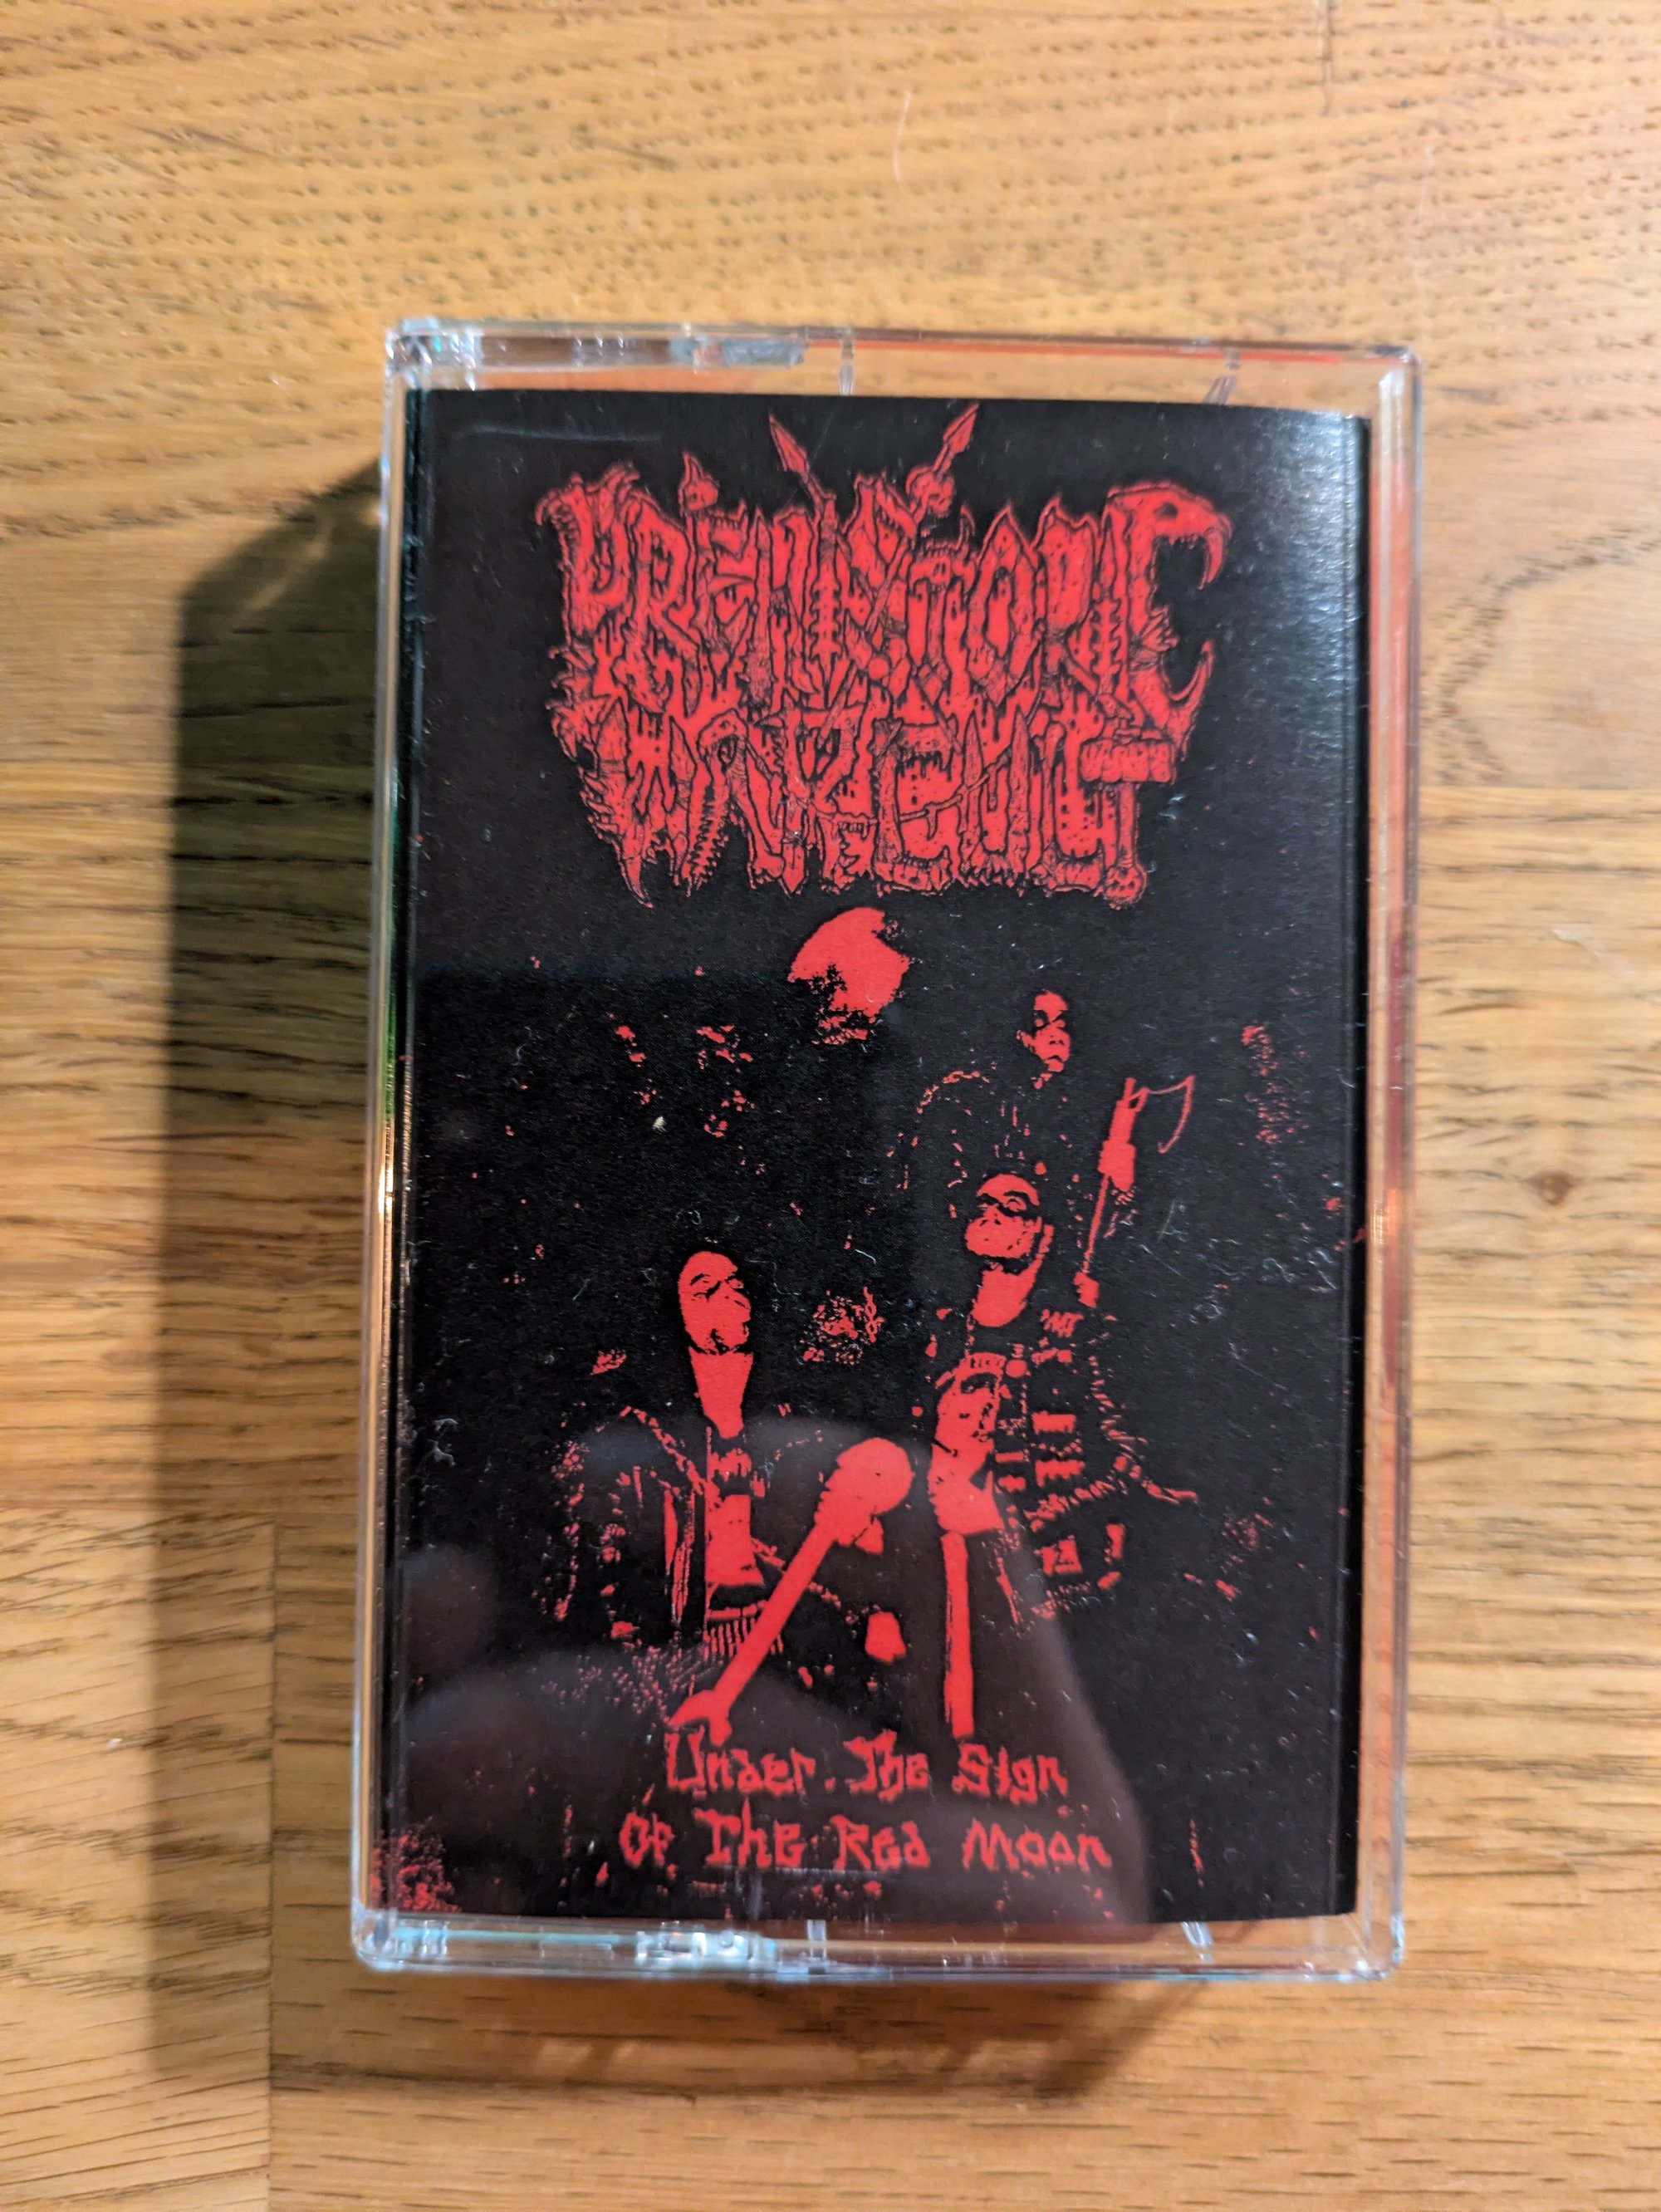 PREHISTORIC
WAR CULT
Under The Sign
Of The Red Moon